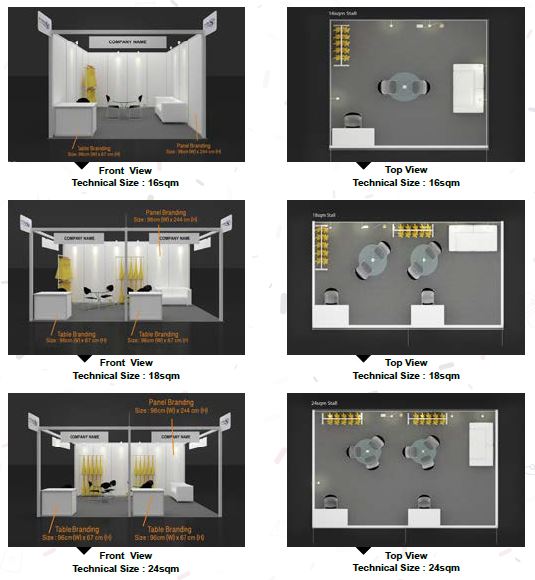 16sqm Stall
COMPANY NAME
Table Branding
Size : 96cm (W) x 67 cm (H)
Panel Branding
Size : 96cm (W) x 244 cm (H)
Front View
Technical Size : 16sqm
Top View
Technical Size : 16sqm
Panel Branding
Size : 96cm (W) x 244 cm (H)
18sqm Stall
COMPANY NAME
COMPANY NAME
Table Branding
Size : 96cm (W) x 67 cm (H)
Table Branding
Size : 96cm (W) x 67 cm (H)
Front View
Technical Size : 18sqm
Top View
Technical Size : 18sqm
Panel Branding
Size : 96cm (W) x 244 cm (H)
24sqm Stall
COMPANY NAME
COMPANY NAME
Table Branding
Size : 96cm (W) x 67 cm (H)
Table Branding
Size : 96cm (W) x 67 cm (H)
Front View
Technical Size : 24sqm
Top View
Technical Size : 24sqm